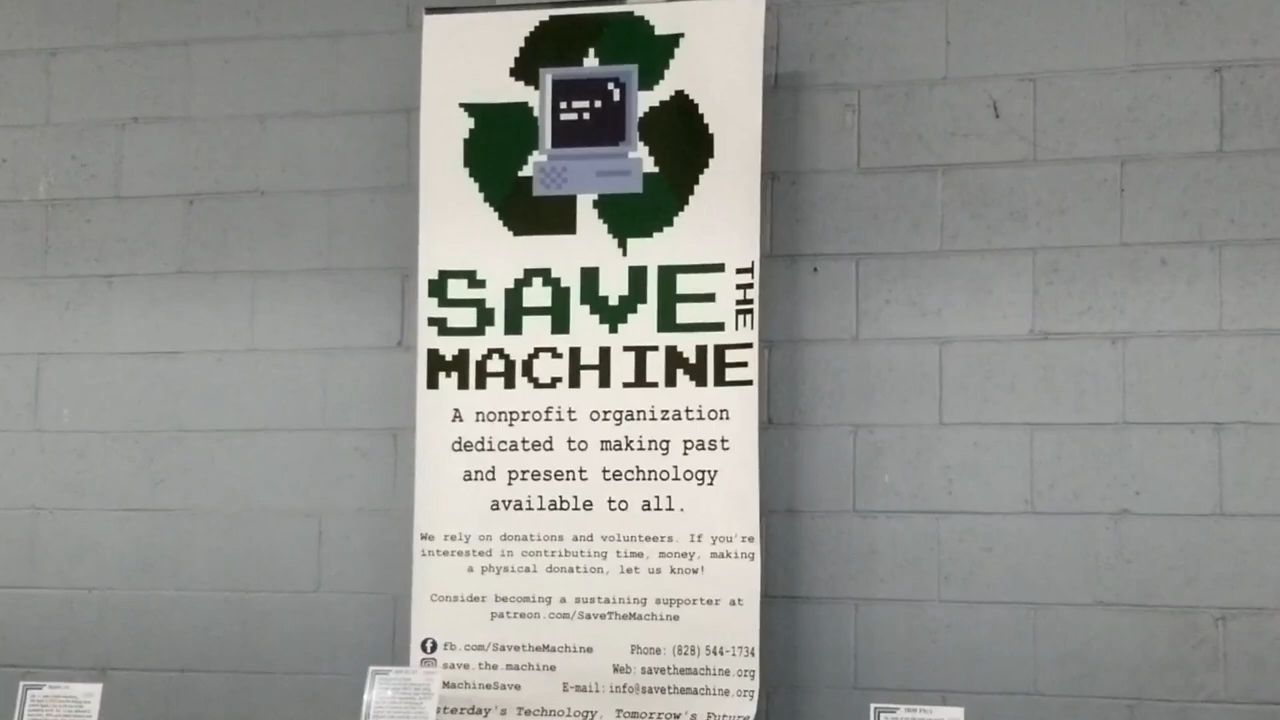 SAVE THE
MACHINE
A nonprofit organization
dedicated to making past
and present technology
available to all.
We rely on donations and volunteers. If you're
interested in contributing time, money, making
a physical donation, let us know!
Consider becoming a sustaining supporter at
patreon.com/SaveTheMachine
fb.com/SavetheMachine Phone: (828) 544-1734
save.the.machine Web: savethemachine.org
MachineSave E-mail: info@savethemachine.org
Technology, Tomorrow's Future